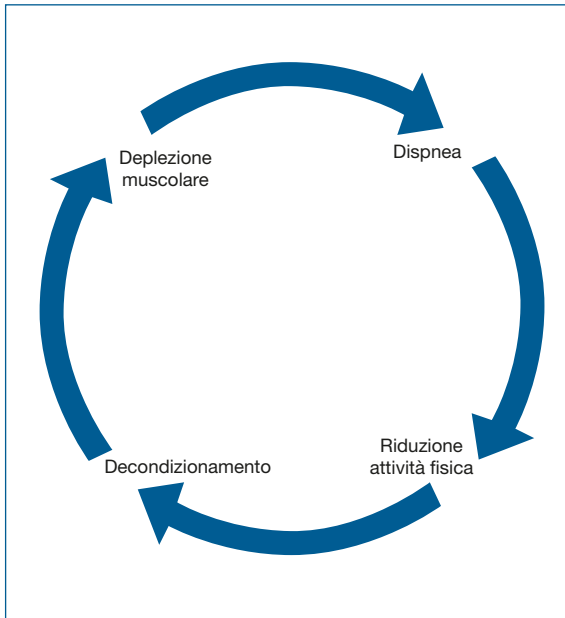 Deplezione
muscolare
Dispnea
Riduzione
attività fisica
Decondizionamento